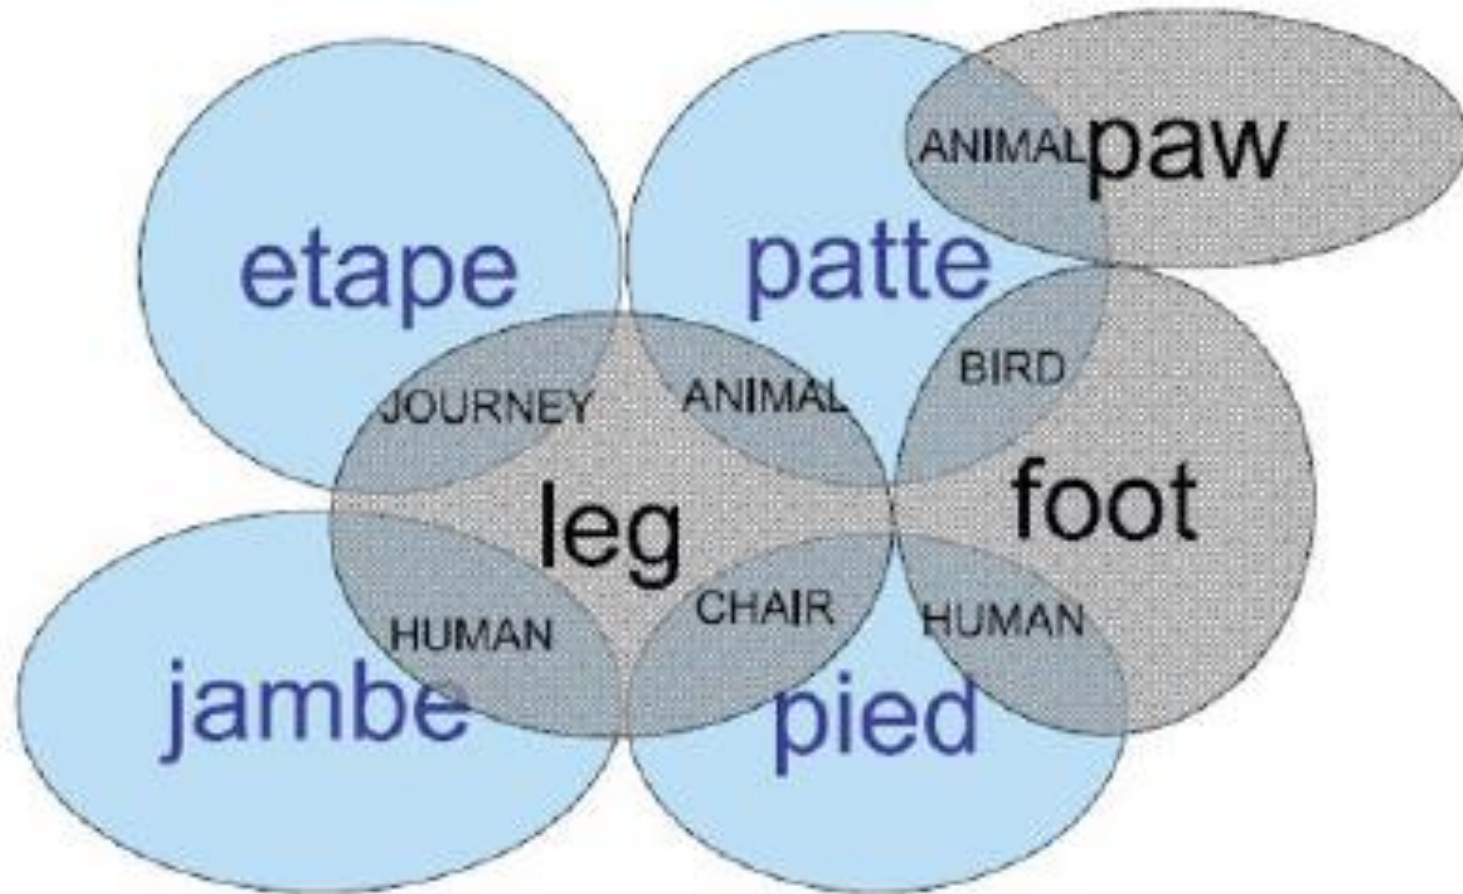 ANIMAL paw
etape
patte
BIRD
JOURNEY
ANIMAL
leg
foot
HUMAN
CHAIR
HUMAN
jambe
pied